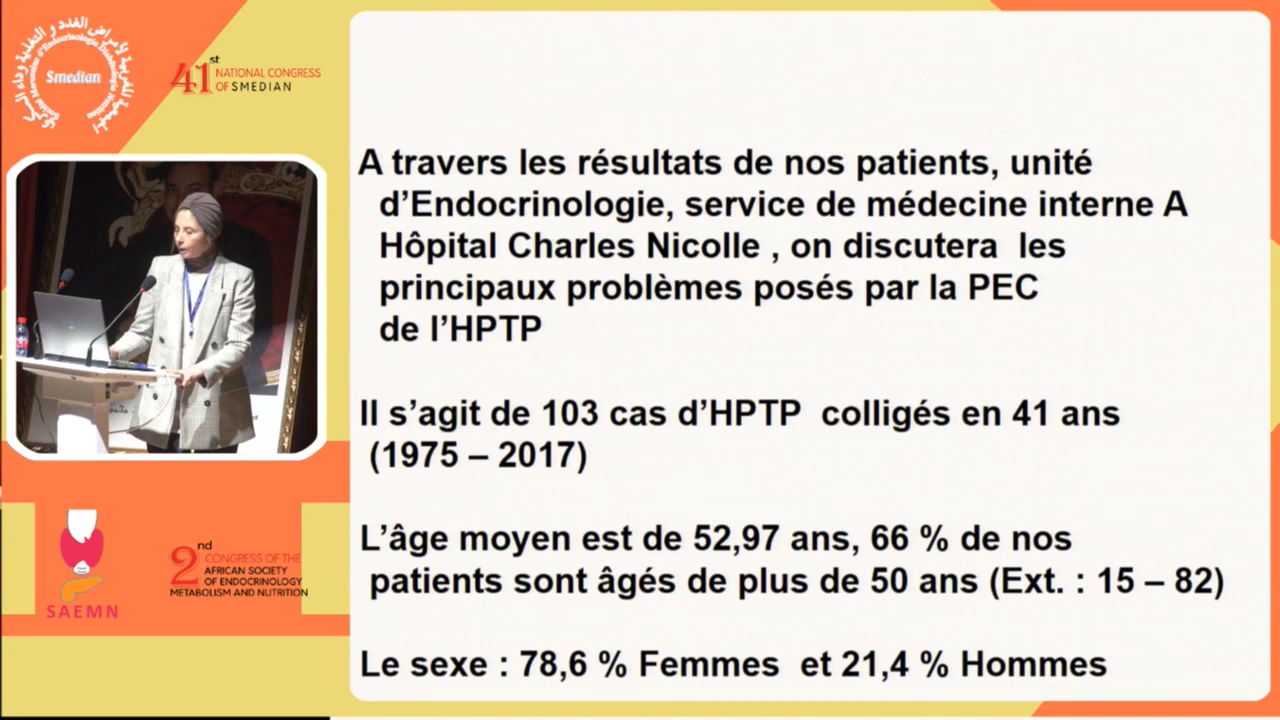 Smedian
41st NATIONAL CONGRESS
OF SMEDIAN
A travers les résultats de nos patients, unité
d’Endocrinologie, service de médecine interne A
Hôpital Charles Nicolle , on discutera les
principaux problèmes posés par la PEC
de l’HPTP
Il s’agit de 103 cas d’HPTP colligés en 41 ans
(1975 – 2017)
L’âge moyen est de 52,97 ans, 66 % de nos
patients sont âgés de plus de 50 ans (Ext. : 15 – 82)
Le sexe : 78,6 % Femmes et 21,4 % Hommes
SAEMN
2nd CONGRESS OF THE
AFRICAN SOCIETY
OF ENDOCRINOLOGY
METABOLISM AND NUTRITION